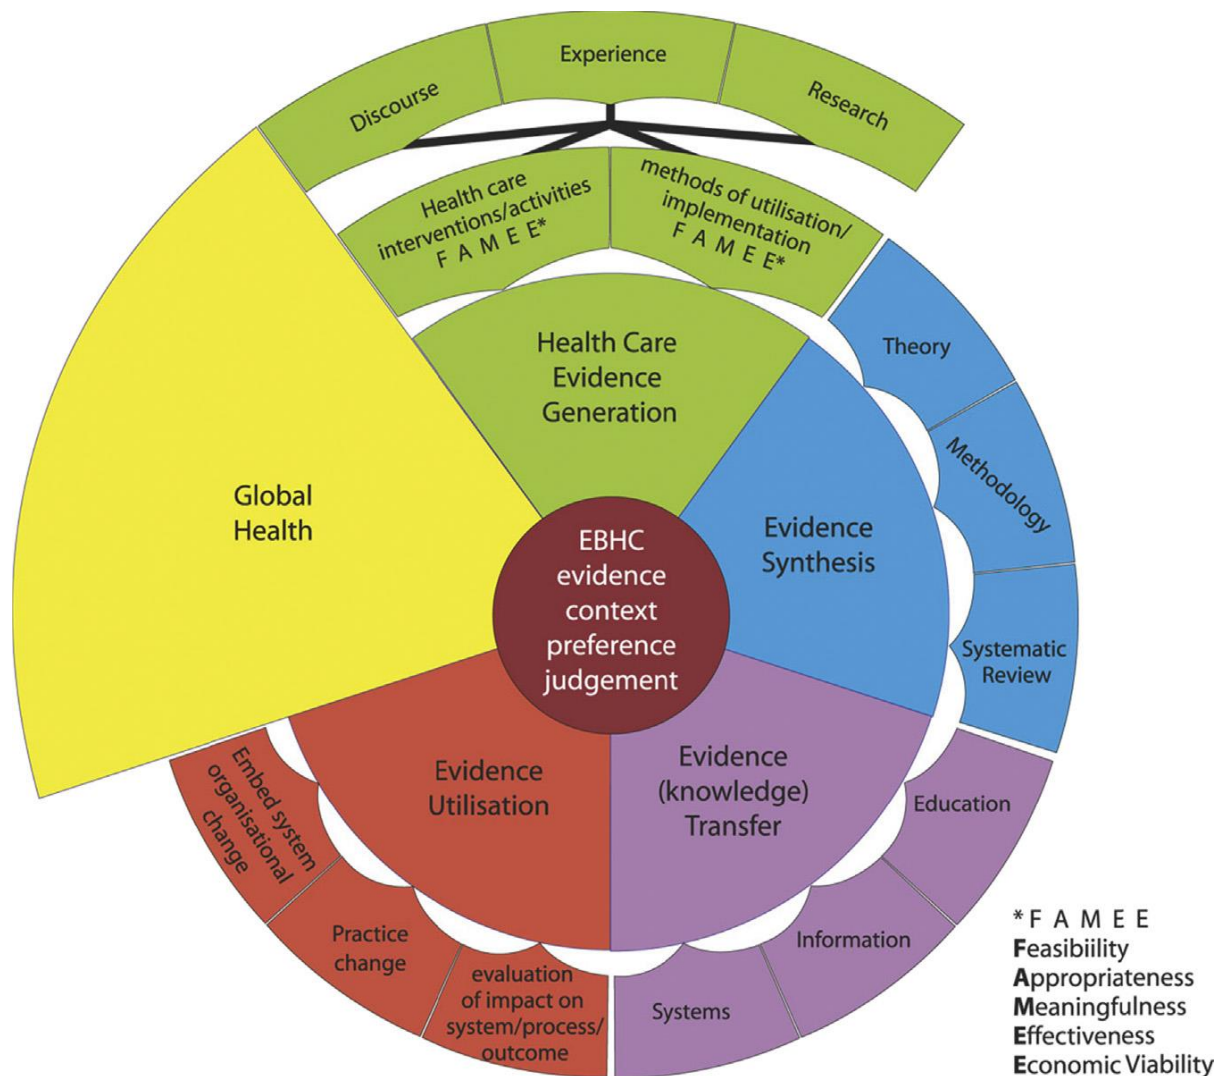 Discourse
Experience
Research
Health care
interventions/activities
F A M E E*
methods of utilisation/
implementation
F A M E E*
Health Care
Evidence
Generation
Theory
Methodology
Systematic
Review
Evidence
Synthesis
Global
Health
EBHC
evidence
context
preference
judgement
Evidence
Utilisation
Evidence
(knowledge)
Transfer
Education
Information
Systems
Embed system
organisational
change
Practice
change
evaluation
of impact on
system/process/
outcome
*F A M E E
Feasibiility
Appropriateness
Meaningfulness
Effectiveness
Economic Viability